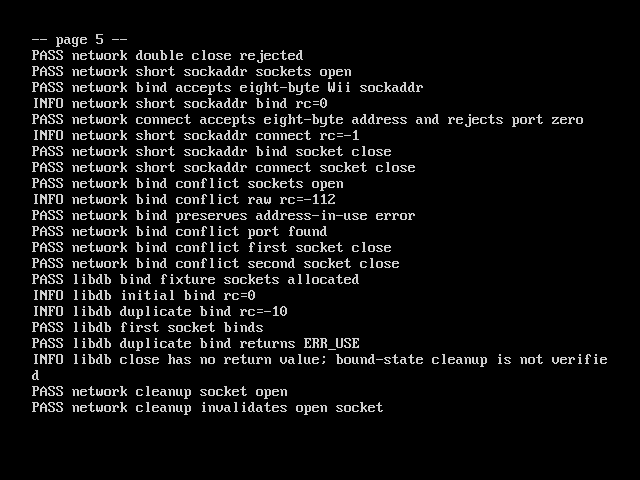 -- page 5 --
PASS network double close rejected
PASS network short sockaddr sockets open
PASS network bind accepts eight-byte Wii sockaddr
INFO network short sockaddr bind rc=0
PASS network connect accepts eight-byte address and rejects port zero
INFO network short sockaddr connect rc=-1
PASS network short sockaddr bind socket close
PASS network short sockaddr connect socket close
PASS network bind conflict sockets open
INFO network bind conflict raw rc=-112
PASS network bind preserves address-in-use error
PASS network bind conflict port found
PASS network bind conflict first socket close
PASS network bind conflict second socket close
PASS libdb bind fixture sockets allocated
INFO libdb initial bind rc=0
INFO libdb duplicate bind rc=-10
PASS libdb first socket binds
PASS libdb duplicate bind returns ERR_USE
INFO libdb close has no return value; bound-state cleanup is not verifie
d
PASS network cleanup socket open
PASS network cleanup invalidates open socket